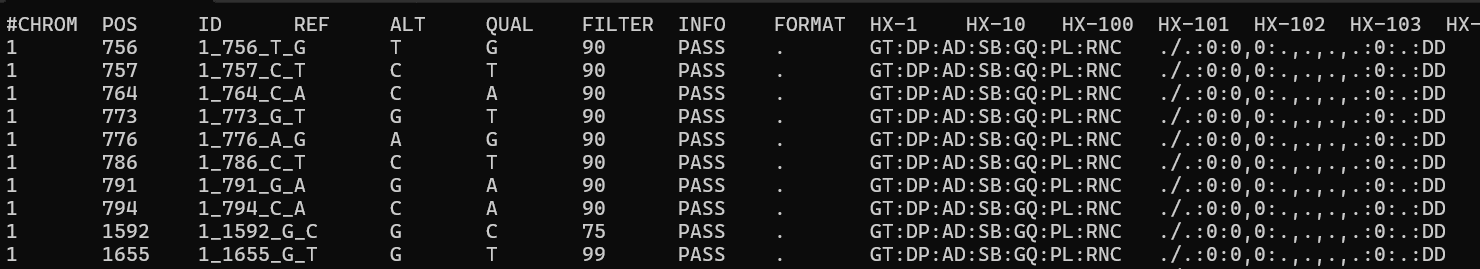 #CHROM POS ID REF ALT QUAL FILTER INFO FORMAT HX-1 HX-10 HX-100 HX-101 HX-102 HX-103 HX-
1 756 1_756_T_G T G 90 PASS . GT:DP:AD:SB:GQ:PL:RNC ./.:0:0,0:.,.,.,.:0:.:DD
1 757 1_757_C_T C T 90 PASS . GT:DP:AD:SB:GQ:PL:RNC ./.:0:0,0:.,.,.,.:0:.:DD
1 764 1_764_C_A C A 90 PASS . GT:DP:AD:SB:GQ:PL:RNC ./.:0:0,0:.,.,.,.:0:.:DD
1 773 1_773_G_T G T 90 PASS . GT:DP:AD:SB:GQ:PL:RNC ./.:0:0,0:.,.,.,.:0:.:DD
1 776 1_776_A_G A G 90 PASS . GT:DP:AD:SB:GQ:PL:RNC ./.:0:0,0:.,.,.,.:0:.:DD
1 786 1_786_C_T C T 90 PASS . GT:DP:AD:SB:GQ:PL:RNC ./.:0:0,0:.,.,.,.:0:.:DD
1 791 1_791_G_A G A 90 PASS . GT:DP:AD:SB:GQ:PL:RNC ./.:0:0,0:.,.,.,.:0:.:DD
1 794 1_794_C_A C A 90 PASS . GT:DP:AD:SB:GQ:PL:RNC ./.:0:0,0:.,.,.,.:0:.:DD
1 1592 1_1592_G_C G C 75 PASS . GT:DP:AD:SB:GQ:PL:RNC ./.:0:0,0:.,.,.,.:0:.:DD
1 1655 1_1655_G_T G T 99 PASS . GT:DP:AD:SB:GQ:PL:RNC ./.:0:0,0:.,.,.,.:0:.:DD